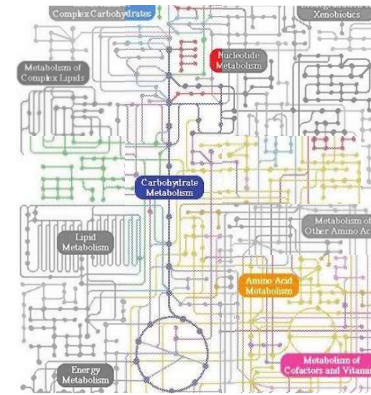 Complex Carbohydrates
Xenobiotics
Metabolism of
Complex Lipids
Nucleotide
Metabolism
Carbohydrate
Metabolism
Lipid
Metabolism
Metabolism of
Other Amino Ac
Amino Acid
Metabolism
Energy
Metabolism
Metabolism of
Cofactors and Vitamin